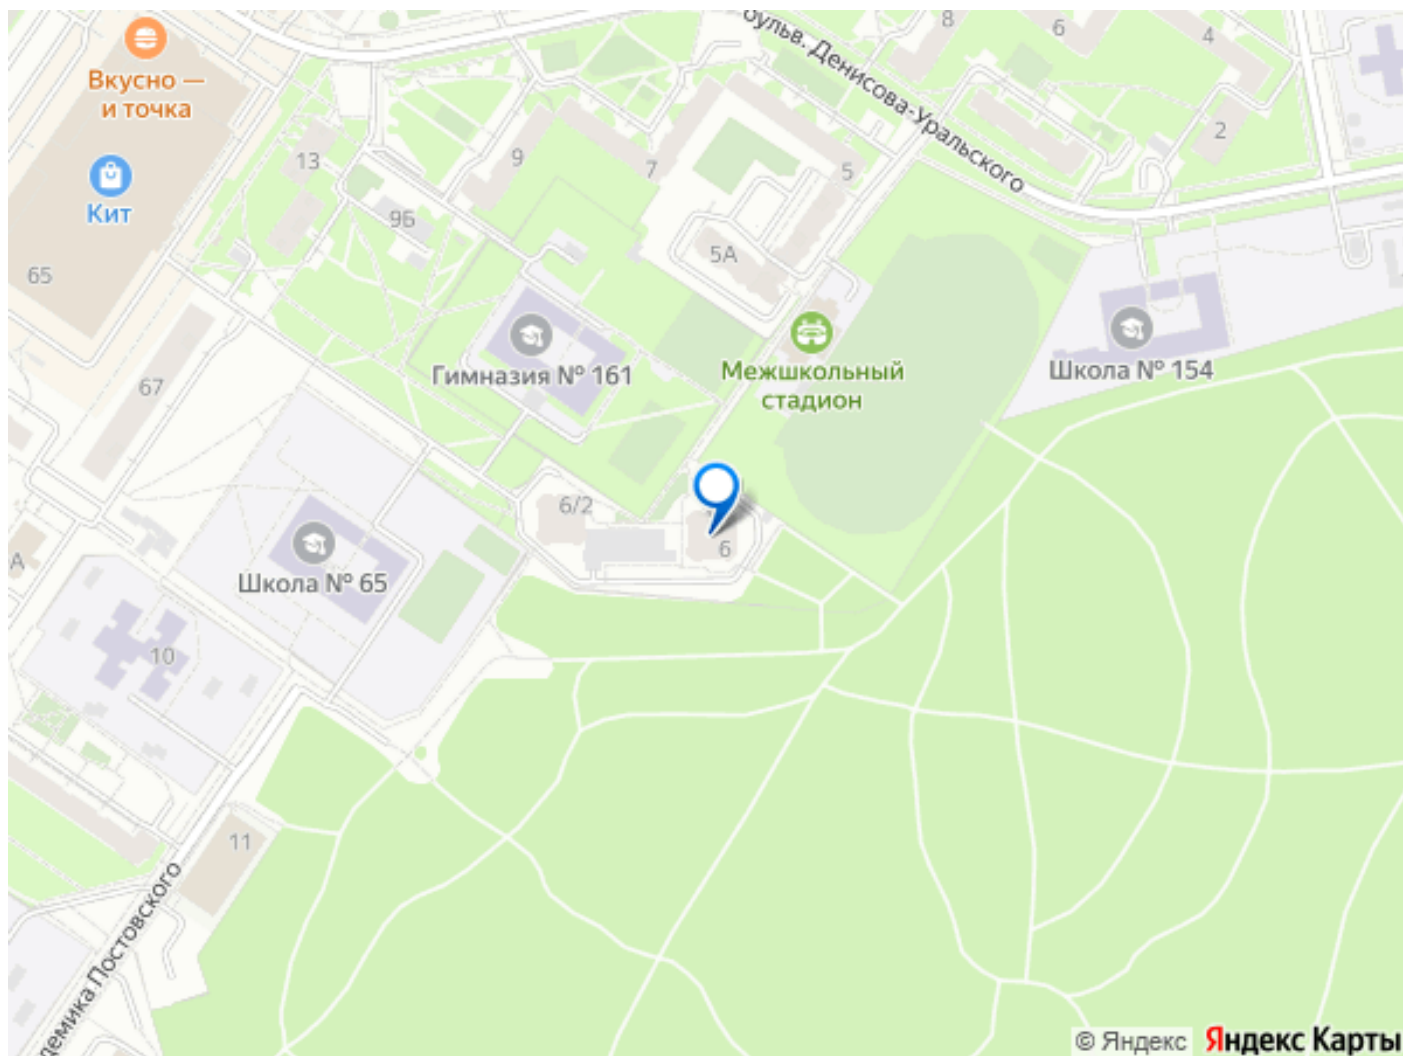 8
6
4
бульв. Денисова-Уральского
Вкусно —
и точка
2
13
9
7
5
Кит
9Б
5А
65
Гимназия № 161
Межшкольный
стадион
Школа № 154
67
6/2
6
А
Школа № 65
10
11
демика Постовского
© Яндекс Яндекс Карты